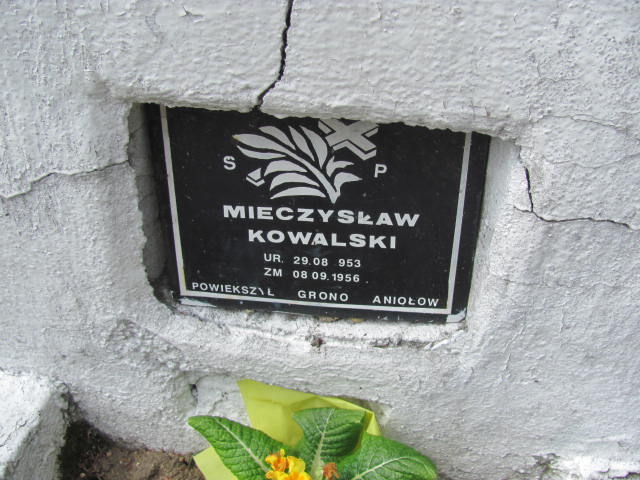 S P
MIECZYSŁAW
KOWALSKI
UR. 29.08 953
ZM 08 09.1956
POWIEKSZYŁ GRONO ANIOŁOW